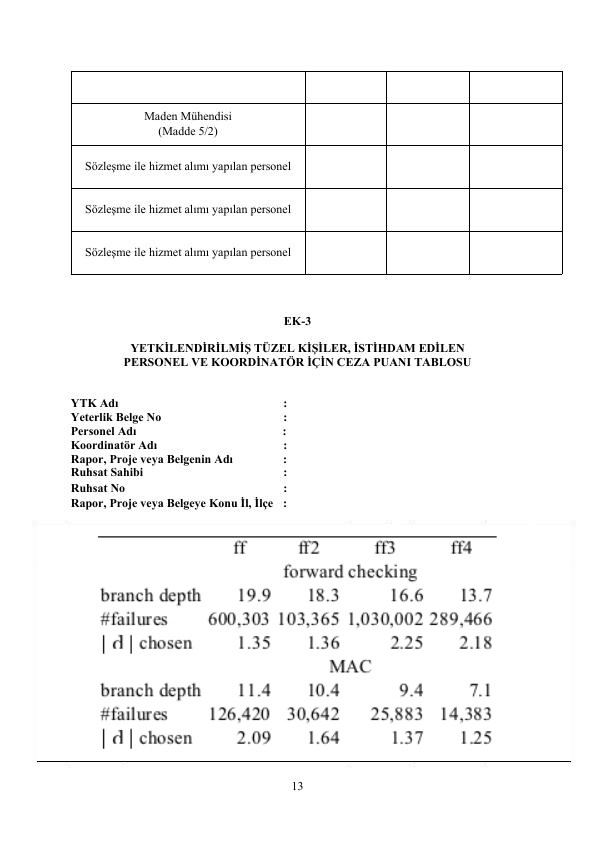 Maden Mühendisi
(Madde 5/2)
Sözleşme ile hizmet alımı yapılan personel
Sözleşme ile hizmet alımı yapılan personel
Sözleşme ile hizmet alımı yapılan personel
EK-3
YETKİLENDİRİLMİŞ TÜZEL KİŞİLER, İSTİHDAM EDİLEN
PERSONEL VE KOORDİNATÖR İÇİN CEZA PUANI TABLOSU
YTK Adı :
Yeterlik Belge No :
Personel Adı :
Koordinatör Adı :
Rapor, Proje veya Belgenin Adı :
Ruhsat Sahibi :
Ruhsat No :
Rapor, Proje veya Belgeye Konu İl, İlçe :
ff ff2 ff3 ff4
forward checking
branch depth 19.9 18.3 16.6 13.7
#failures 600,303 103,365 1,030,002 289,466
| d | chosen 1.35 1.36 2.25 2.18
MAC
branch depth 11.4 10.4 9.4 7.1
#failures 126,420 30,642 25,883 14,383
| d | chosen 2.09 1.64 1.37 1.25
13